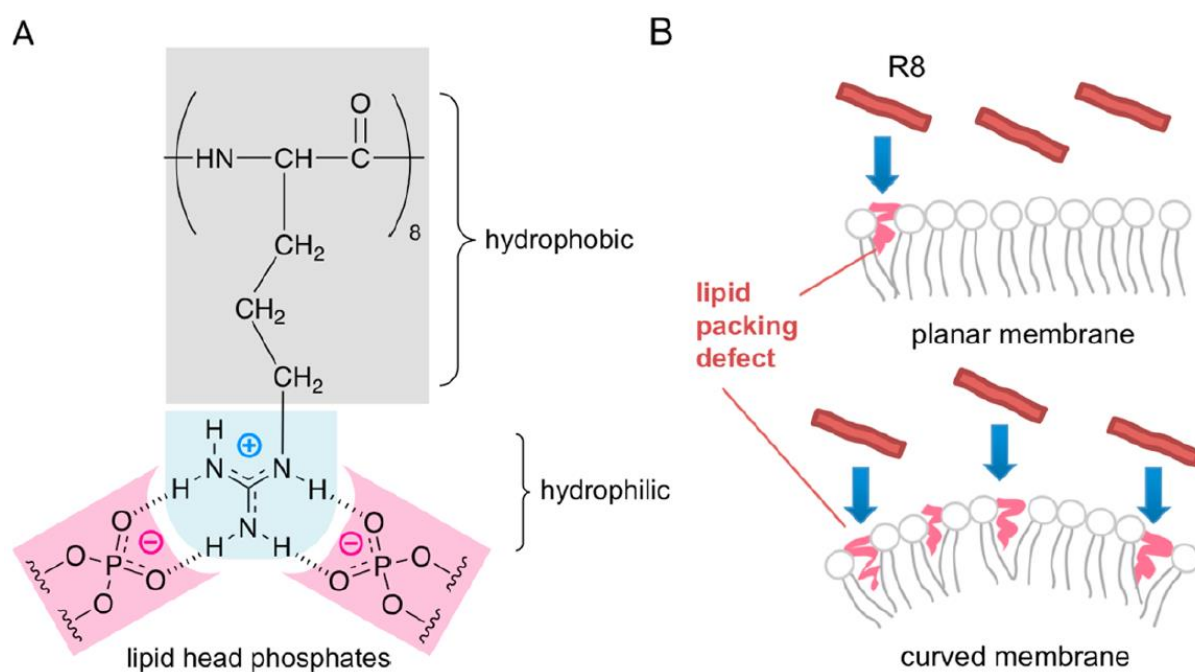 A
O
HN
CH
C
8
CH2
CH2
CH2
hydrophobic
H
+
N
N
H
H
N
H
H
hydrophilic
O
O
P
O
O
−
−
O
O
P
O
O
lipid head phosphates
B
R8
lipid
packing
defect
planar membrane
curved membrane